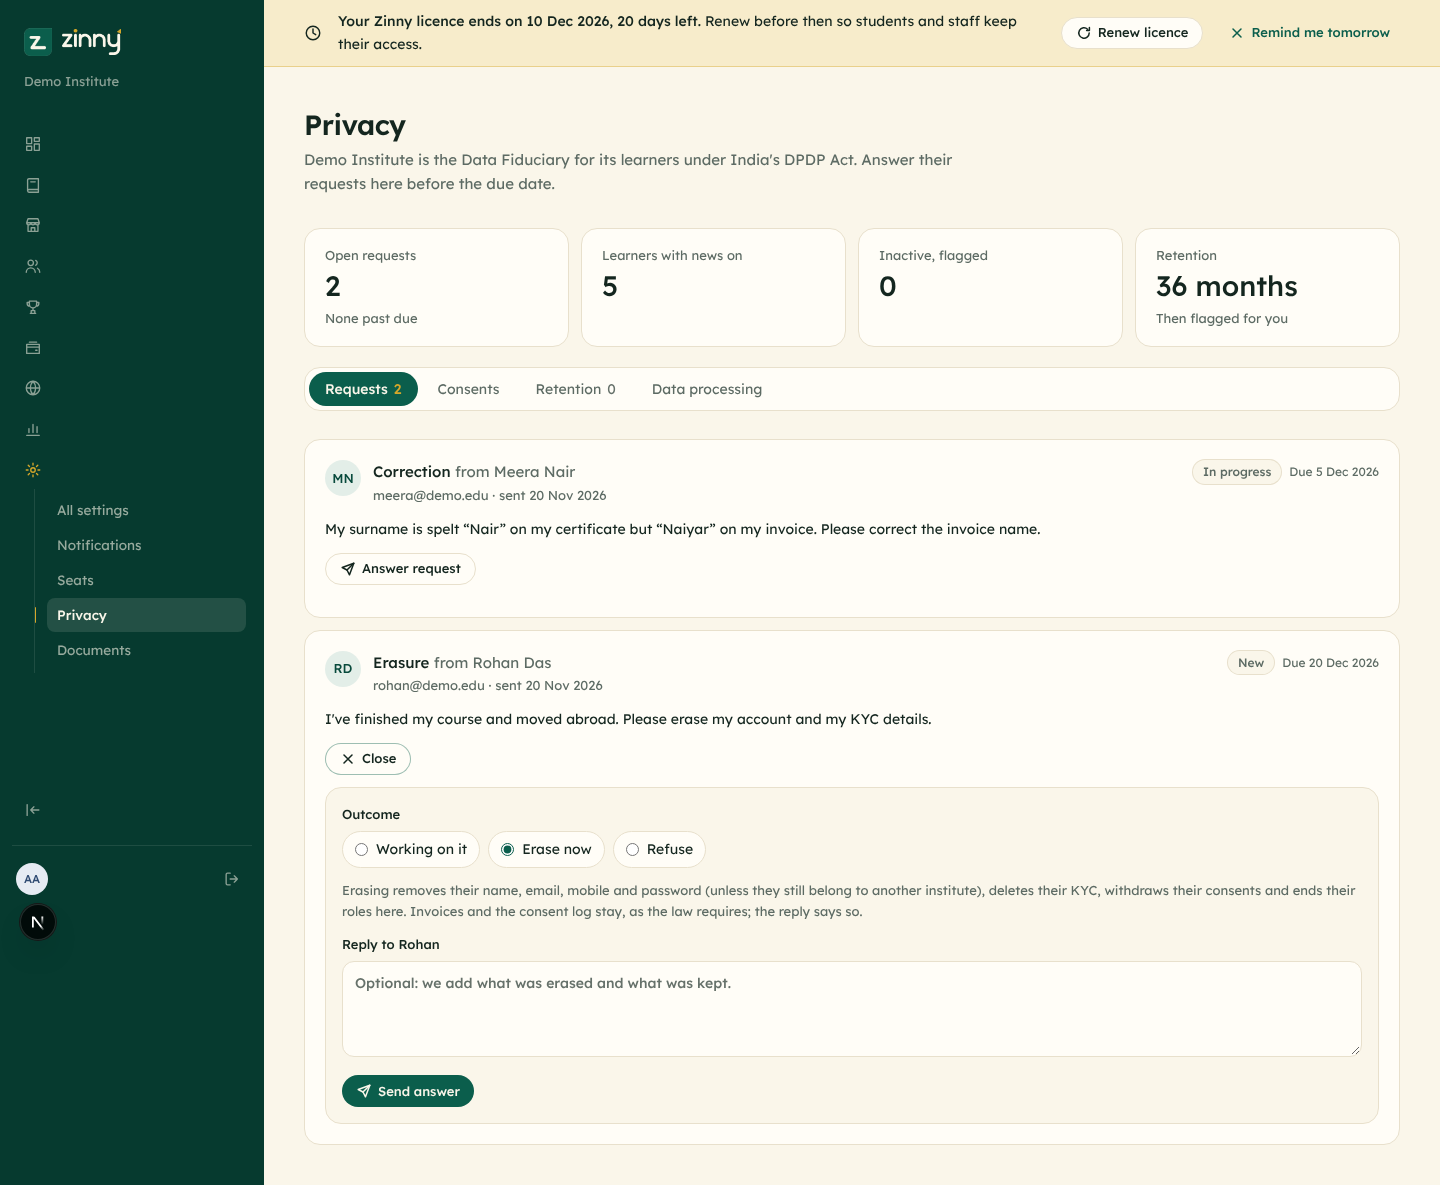 zinny
Demo Institute
All settings
Notifications
Seats
Privacy
Documents
AA
N
Your Zinny licence ends on 10 Dec 2026, 20 days left. Renew before then so students and staff keep
their access.
Renew licence
Remind me tomorrow
Privacy
Demo Institute is the Data Fiduciary for its learners under India's DPDP Act. Answer their
requests here before the due date.
Open requests
2
None past due
Learners with news on
5
Inactive, flagged
0
Retention
36 months
Then flagged for you
Requests 2
Consents
Retention 0
Data processing
MN
Correction from Meera Nair
meera@demo.edu · sent 20 Nov 2026
In progress
Due 5 Dec 2026
My surname is spelt “Nair” on my certificate but “Naiyar” on my invoice. Please correct the invoice name.
Answer request
RD
Erasure from Rohan Das
rohan@demo.edu · sent 20 Nov 2026
New
Due 20 Dec 2026
I've finished my course and moved abroad. Please erase my account and my KYC details.
Close
Outcome
Working on it
Erase now
Refuse
Erasing removes their name, email, mobile and password (unless they still belong to another institute), deletes their KYC, withdraws their consents and ends their
roles here. Invoices and the consent log stay, as the law requires; the reply says so.
Reply to Rohan
Optional: we add what was erased and what was kept.
Send answer